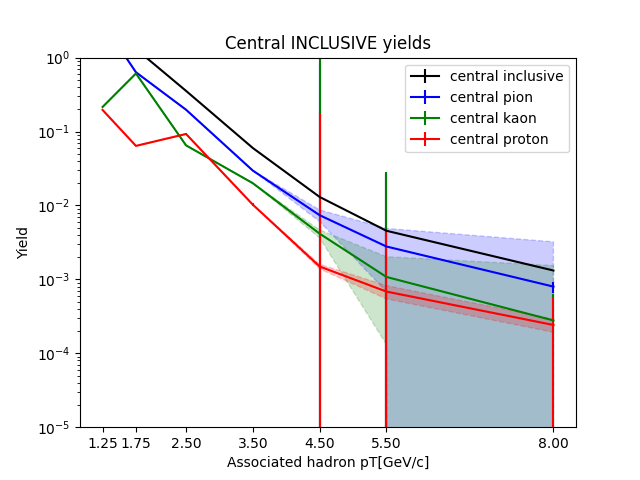 Central INCLUSIVE yields
central inclusive
central pion
central kaon
central proton
Yield
10^0
10^-1
10^-2
10^-3
10^-4
10^-5
1.25 1.75 2.50 3.50 4.50 5.50 8.00
Associated hadron pT[GeV/c]